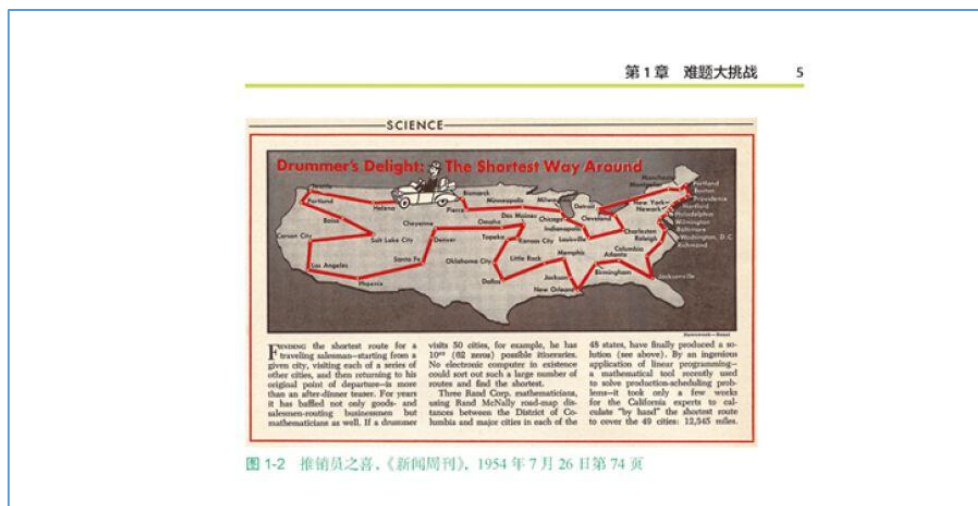 第1章 难题大挑战 5
SCIENCE
Drummer's Delight: The Shortest Way Around
Seattle
Portland
Helena
Bismarck
Pierre
Minneapolis
Milw.
Detroit
Cleveland
Montpelier
Portland
Boston
Providence
Hartford
New York
Newark
Philadelphia
Wilmington
Baltimore
Washington, D.C.
Richmond
Boise
Carson City
Salt Lake City
Cheyenne
Denver
Omaha
Des Moines
Chicago
Indianapolis
Louisville
Charleston
Raleigh
Topeka
Kansas City
Santa Fe
Oklahoma City
Little Rock
Memphis
Columbia
Atlanta
Birmingham
Los Angeles
Phoenix
Dallas
Jackson
New Orleans
Jacksonville
FINDING the shortest route for a
traveling salesman—starting from a
given city, visiting each of a series of
other cities, and then returning to his
original point of departure—is more
than an after-dinner teaser. For years
it has baffled not only goods- and
salesmen-routing businessmen but
mathematicians as well. If a drummer
visits 50 cities, for example, he has
10⁶² (62 zeros) possible itineraries.
No electronic computer in existence
could sort out such a large number of
routes and find the shortest.
Three Rand Corp. mathematicians,
using Rand McNally road-map dis-
tances between the District of Co-
lumbia and major cities in each of the
48 states, have finally produced a so-
lution (see above). By an ingenious
application of linear programming—
a mathematical tool recently used
to solve production-scheduling prob-
lems—it took only a few weeks
for the California experts to cal-
culate "by hand" the shortest route
to cover the 49 cities: 12,345 miles.
图 1-2 推销员之喜,《新闻周刊》, 1954 年 7 月 26 日第 74 页